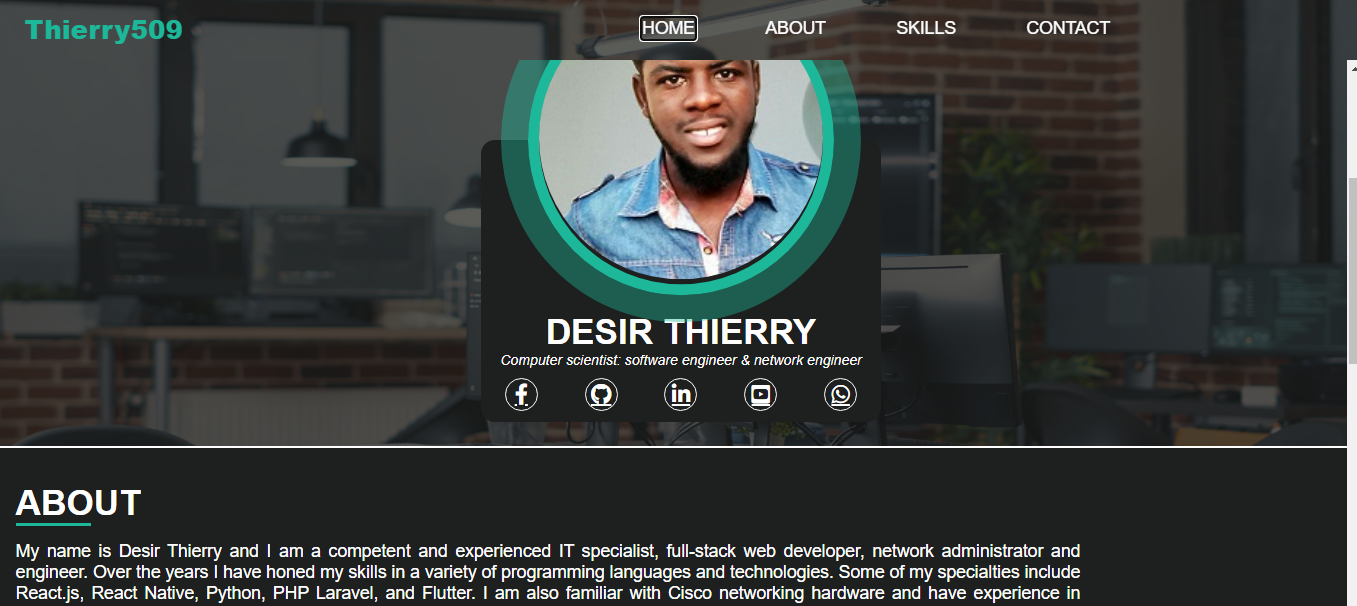 Thierry509
HOME ABOUT SKILLS CONTACT
DESIR THIERRY
Computer scientist: software engineer & network engineer
ABOUT
My name is Desir Thierry and I am a competent and experienced IT specialist, full-stack web developer, network administrator and
engineer. Over the years I have honed my skills in a variety of programming languages and technologies. Some of my specialties include
React.js, React Native, Python, PHP Laravel, and Flutter. I am also familiar with Cisco networking hardware and have experience in